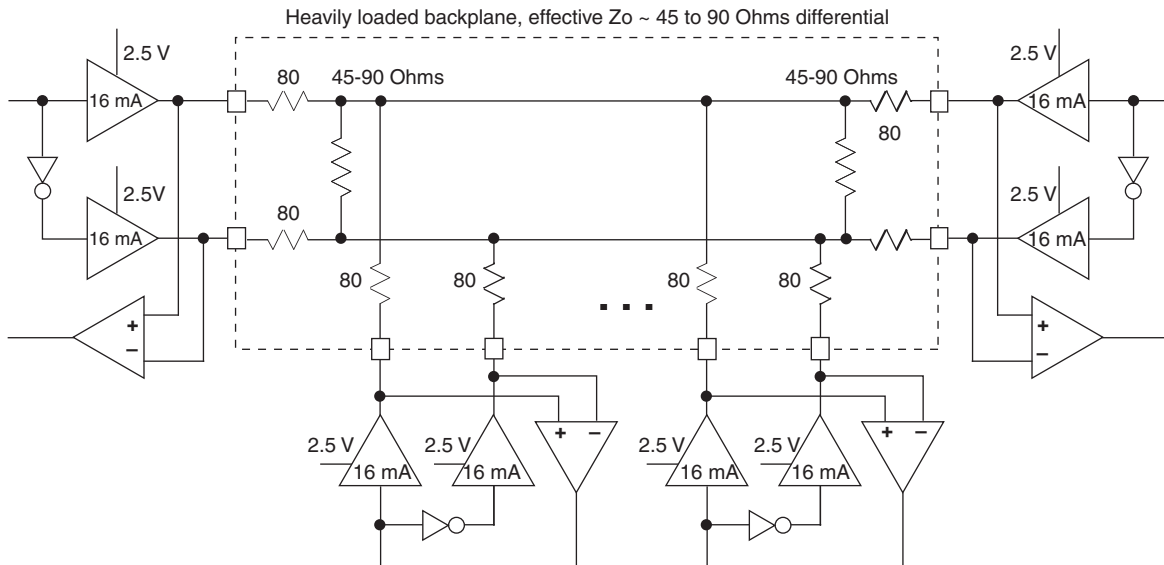 Heavily loaded backplane, effective Zo ~ 45 to 90 Ohms differential
2.5 V
2.5 V
80
45-90 Ohms
45-90 Ohms
16 mA
16 mA
80
2.5V
2.5 V
80
16 mA
16 mA
80
80
80
80
+
−
+
−
. . .
2.5 V
2.5 V
+ −
2.5 V
2.5 V
+ −
16 mA
16 mA
16 mA
16 mA